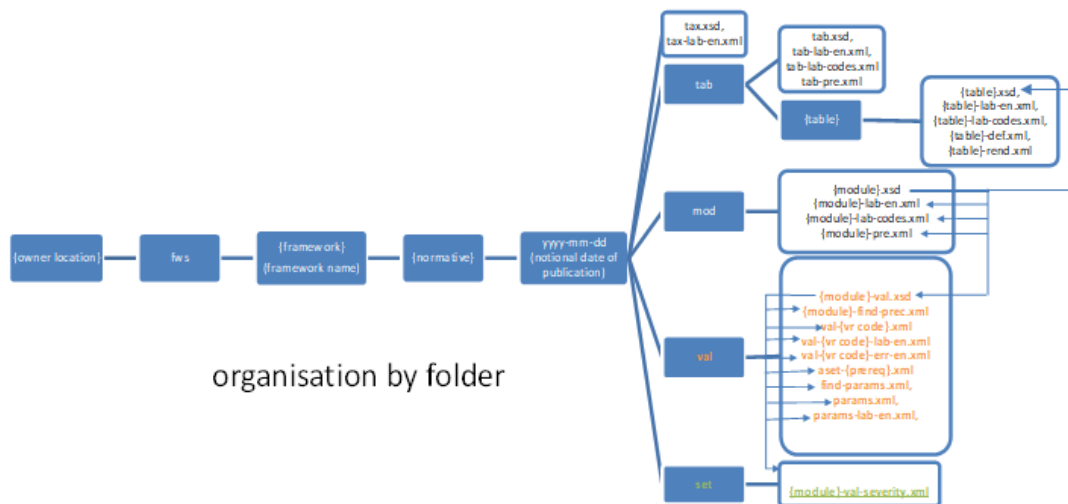 tax.xsd,
tax-lab-en.xml
tab
tab.xsd,
tab-lab-en.xml,
tab-lab-codes.xml
tab-pre.xml
{table}
{table}.xsd,
{table}-lab-en.xml,
{table}-lab-codes.xml,
{table}-def.xml,
{table}-rend.xml
mod
{module}.xsd
{module}-lab-en.xml
{module}-lab-codes.xml
{module}-pre.xml
{owner location}
fws
{framework}
(framework name)
{normative}
yyyy-mm-dd
(notional date of
publication)
val
{module}-val.xsd
{module}-find-prec.xml
val-{vr code}.xml
val-{vr code}-lab-en.xml
val-{vr code}-err-en.xml
aset-{prereq}.xml
find-params.xml,
params.xml,
params-lab-en.xml,
organisation by folder
set
{module}-val-severity.xml